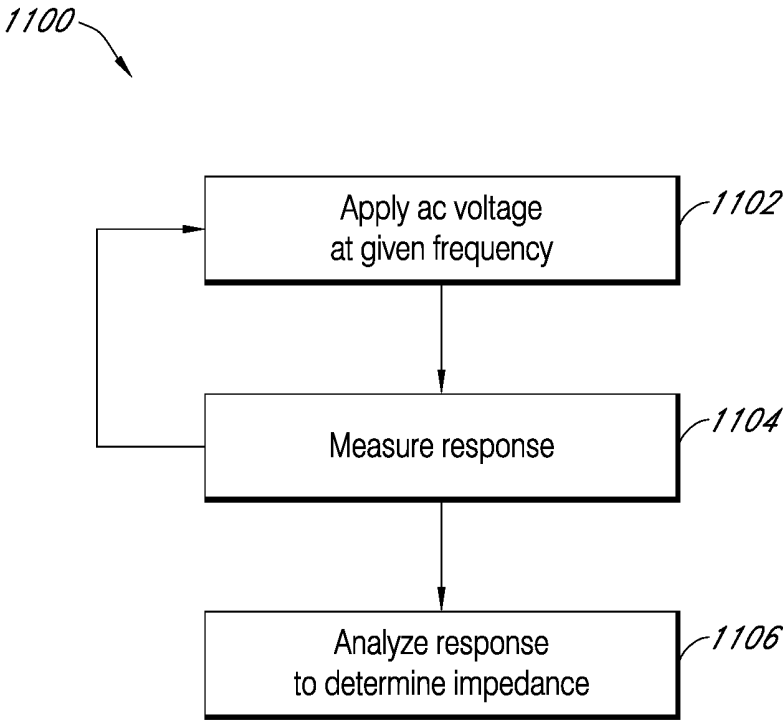 1100
Apply ac voltage
at given frequency
1102
Measure response
1104
Analyze response
to determine impedance
1106